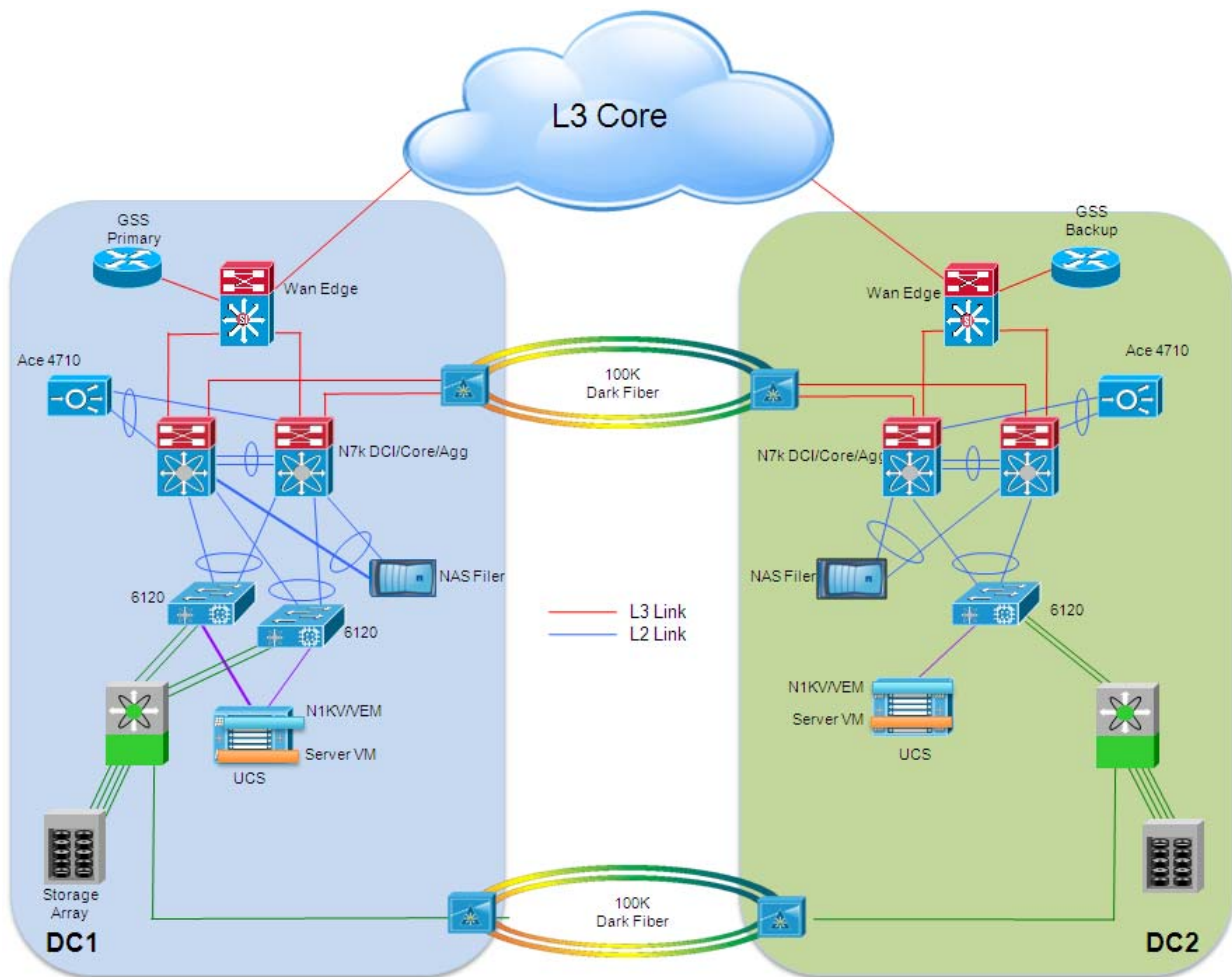 L3 Core
GSS
Primary
Wan Edge
Ace 4710
N7k DCI/Core/Agg
NAS Filer
6120
6120
N1KV/VEM
Server VM
UCS
Storage
Array
DC1
100K
Dark Fiber
L3 Link
L2 Link
100K
Dark Fiber
GSS
Backup
Wan Edge
Ace 4710
N7k DCI/Core/Agg
NAS Filer
6120
N1KV/VEM
Server VM
UCS
DC2